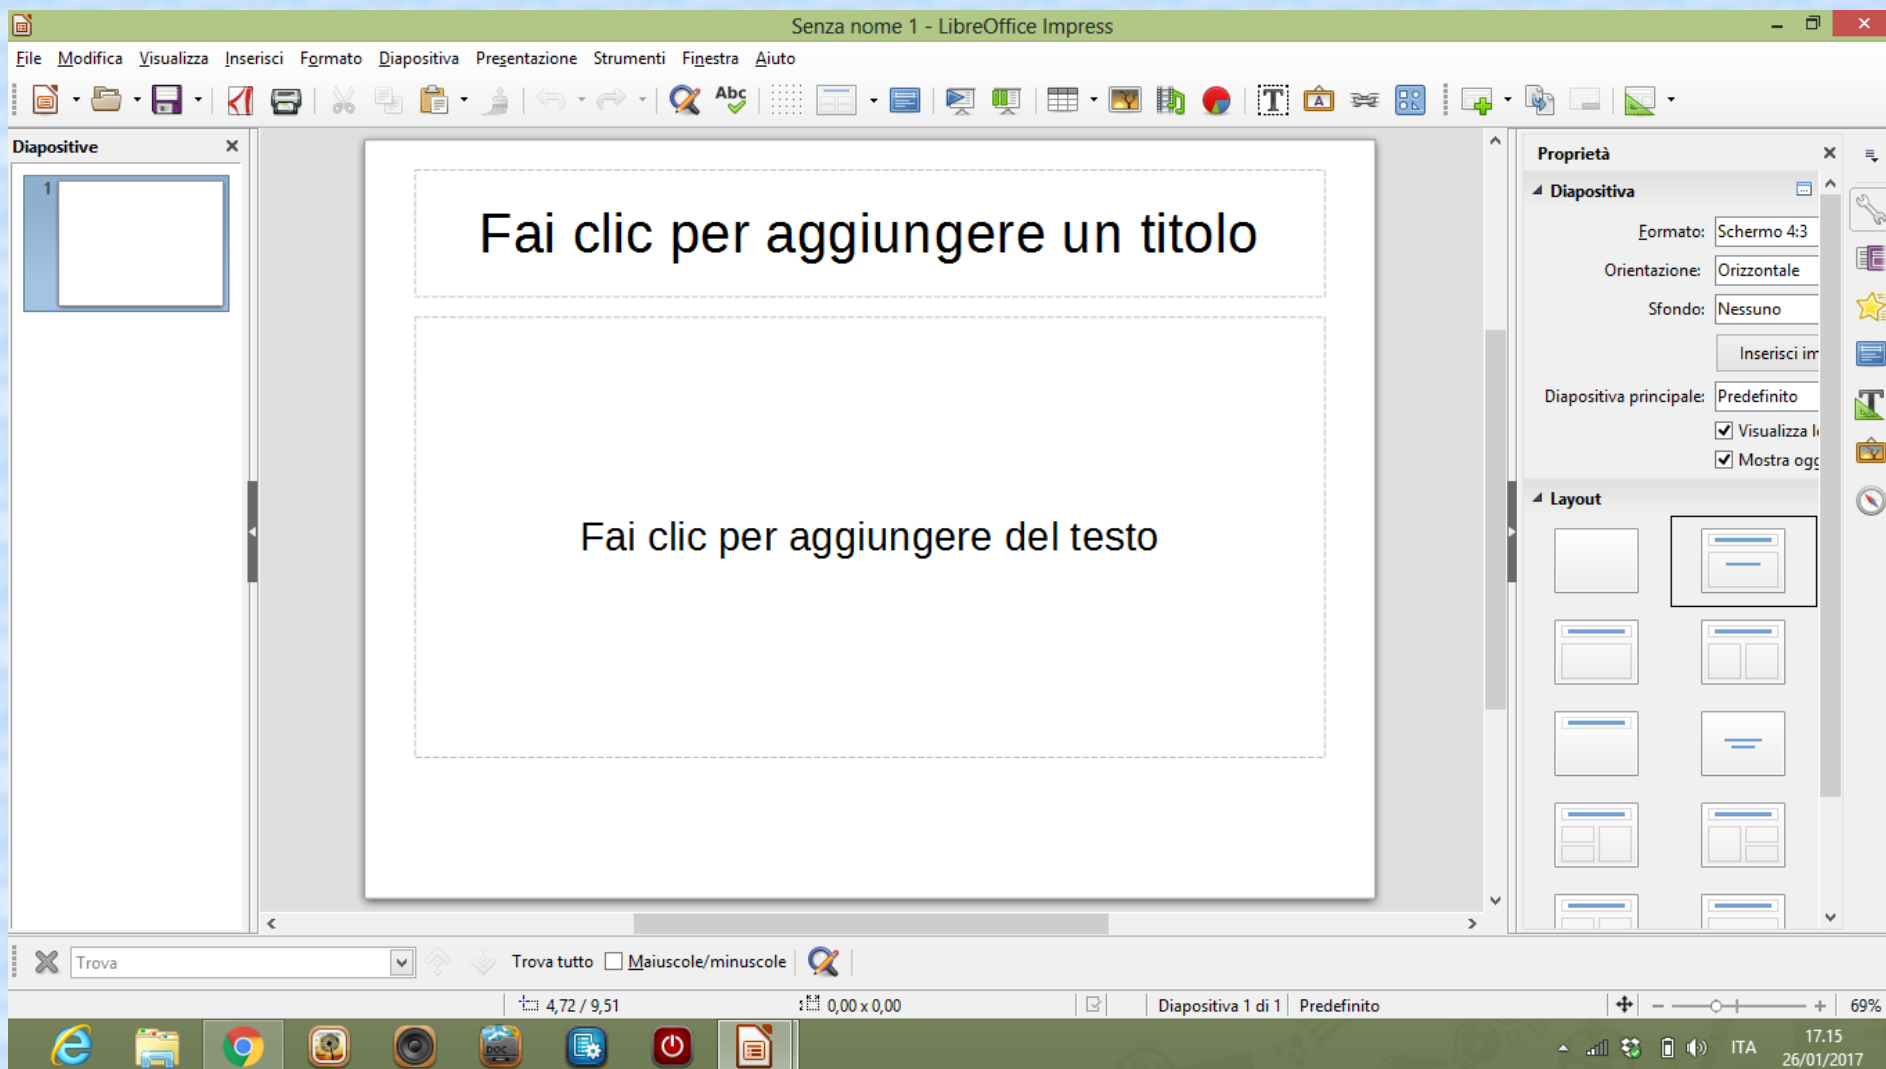 Senza nome 1 - LibreOffice Impress
File Modifica Visualizza Inserisci Formato Diapositiva Presentazione Strumenti Finestra Aiuto
Abc
T
A
Diapositive
1
Fai clic per aggiungere un titolo
Fai clic per aggiungere del testo
Proprietà
Diapositiva
Formato: Schermo 4:3
Orientazione: Orizzontale
Sfondo: Nessuno
Inserisci im
Diapositiva principale: Predefinito
Visualizza l
Mostra ogg
Layout
Trova
Trova tutto Maiuscole/minuscole
4,72 / 9,51 0,00 x 0,00 Diapositiva 1 di 1 Predefinito 69%
DOC
ITA
17.15
26/01/2017